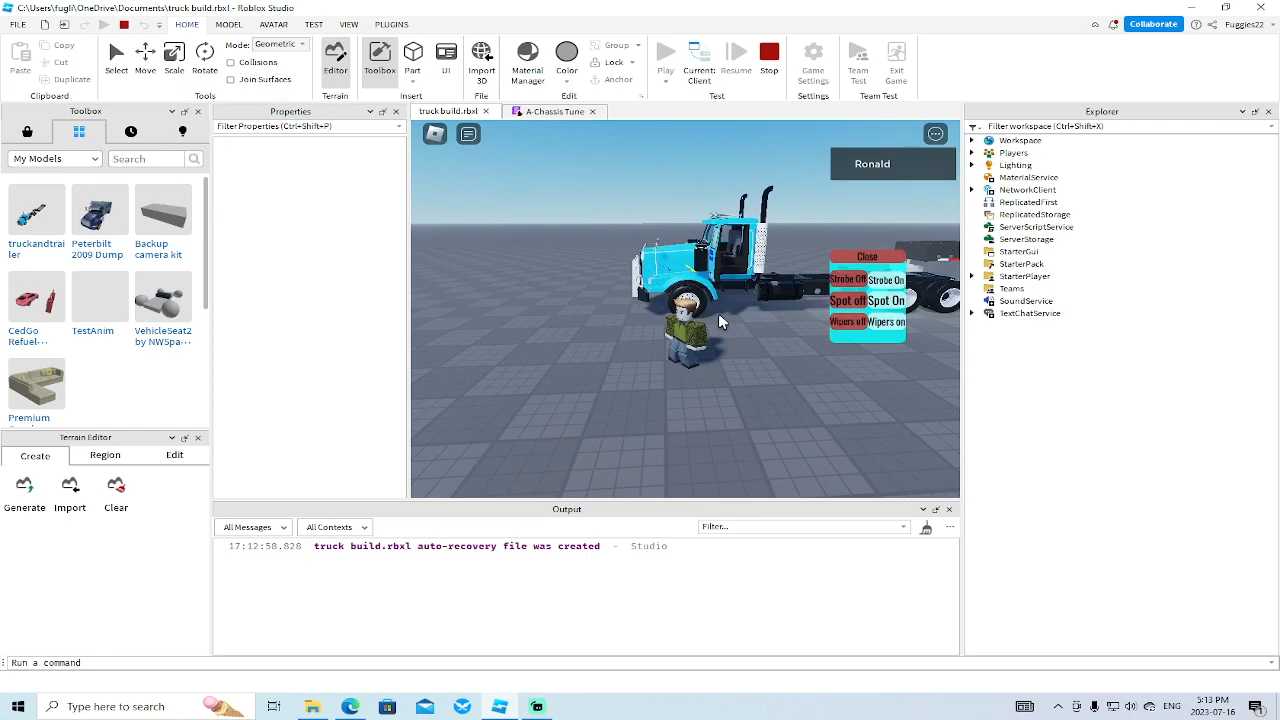 C:\Users\fugli\OneDrive\Documents\truck build.rbxl - Roblox Studio
FILE HOME MODEL AVATAR TEST VIEW PLUGINS Collaborate Fuggles22
Paste Copy Cut Duplicate Select Move Scale Rotate Mode: Geometric Collisions Join Surfaces Editor Toolbox Part UI Import 3D Material Manager Color Group Lock Anchor Play Current: Client Resume Stop Game Settings Team Test Exit Game
Clipboard Tools Terrain Insert File Edit Test Settings Team Test
Toolbox Properties truck build.rbxl A-Chassis Tune Explorer
Filter Properties (Ctrl+Shift+P) Filter workspace (Ctrl+Shift+X)
My Models Search
truckandtrailer
Peterbilt 2009 Dump
Backup camera kit
CedGo Refuel...
TestAnim
VehicleSeat2 by NWSpa...
Premium
Ronald
Close
Strobe Off Strobe On
Spot off Spot On
Wipers off Wipers on
Workspace
Players
Lighting
MaterialService
NetworkClient
ReplicatedFirst
ReplicatedStorage
ServerScriptService
ServerStorage
StarterGui
StarterPack
StarterPlayer
Teams
SoundService
TextChatService
Terrain Editor
Create Region Edit
Generate Import Clear
Output
All Messages All Contexts Filter...
17:12:58.828 truck build.rbxl auto-recovery file was created - Studio
Run a command
Type here to search
ENG
5:13 PM
2023-07-16
1